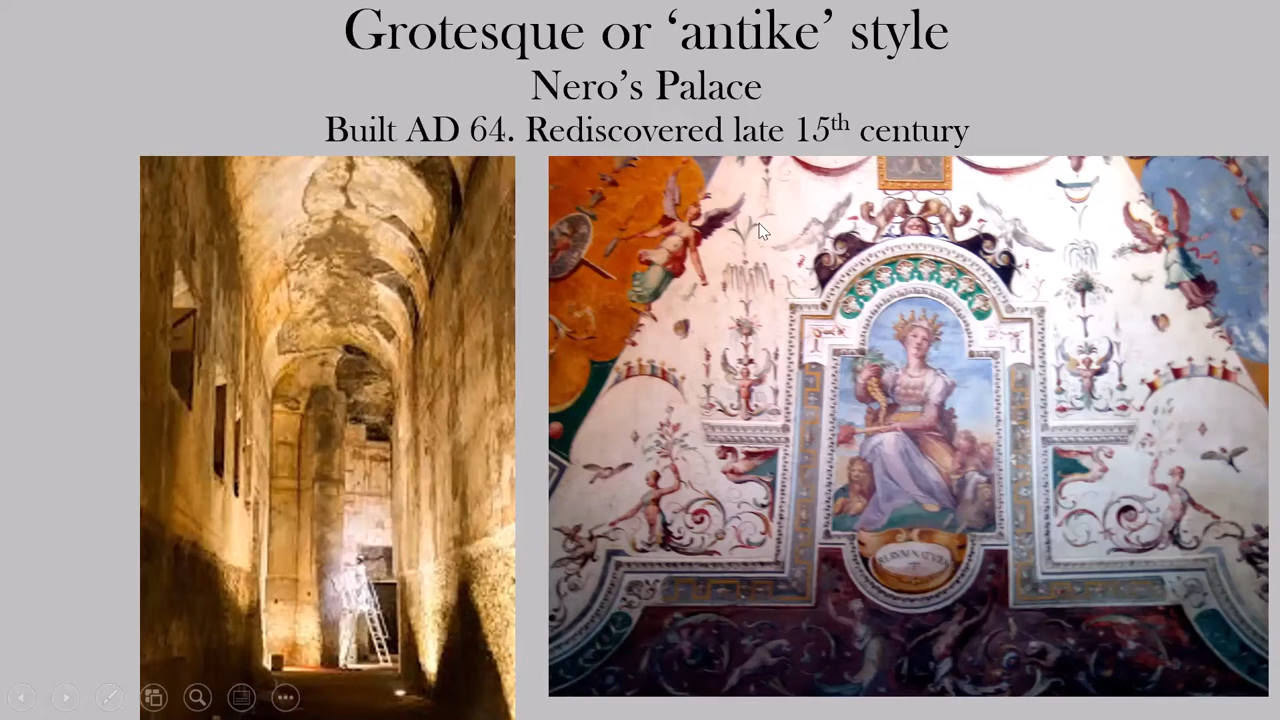 Grotesque or ‘antike’ style
Nero’s Palace
Built AD 64. Rediscovered late 15th century